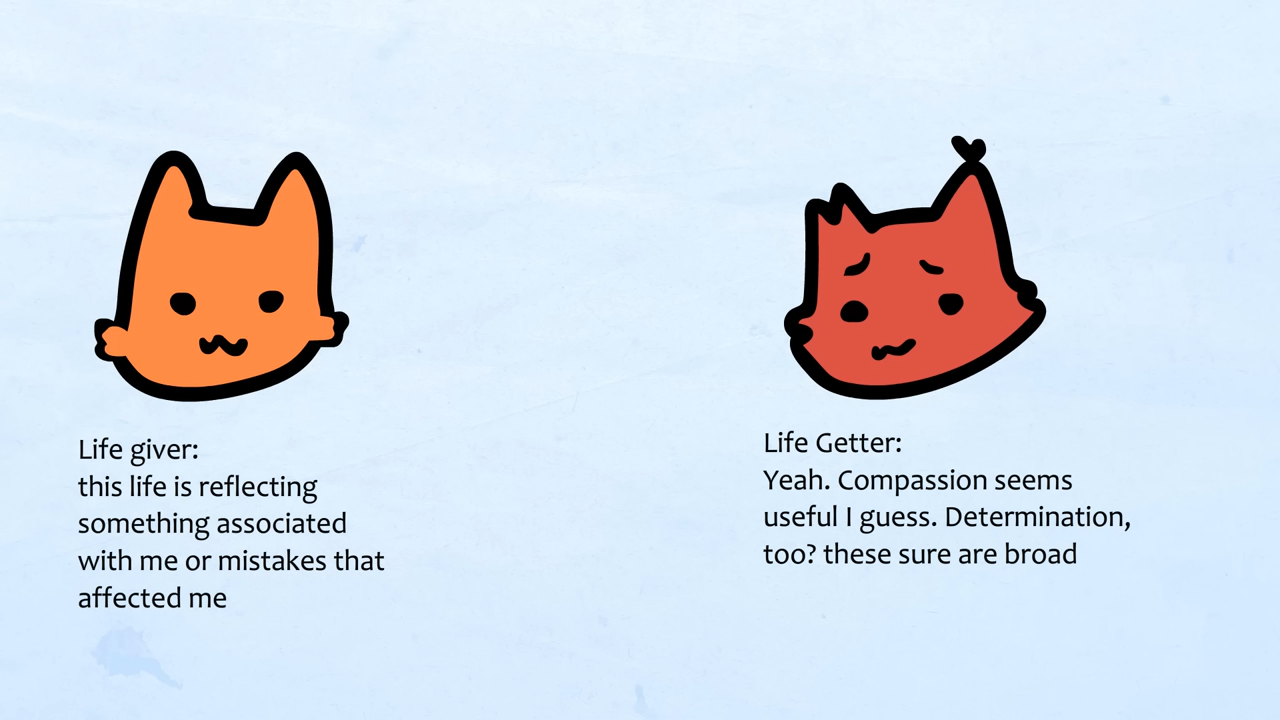 Life giver:
this life is reflecting
something associated
with me or mistakes that
affected me
Life Getter:
Yeah. Compassion seems
useful I guess. Determination,
too? these sure are broad